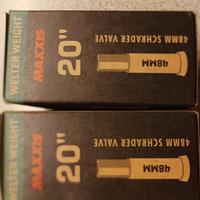 WELTER WEIGHT
MAXXIS
20"
48MM
48MM SCHRADER VALVE
WELTER WEIGHT
MAXXIS
20"
48MM
48MM SCHRADER VALVE